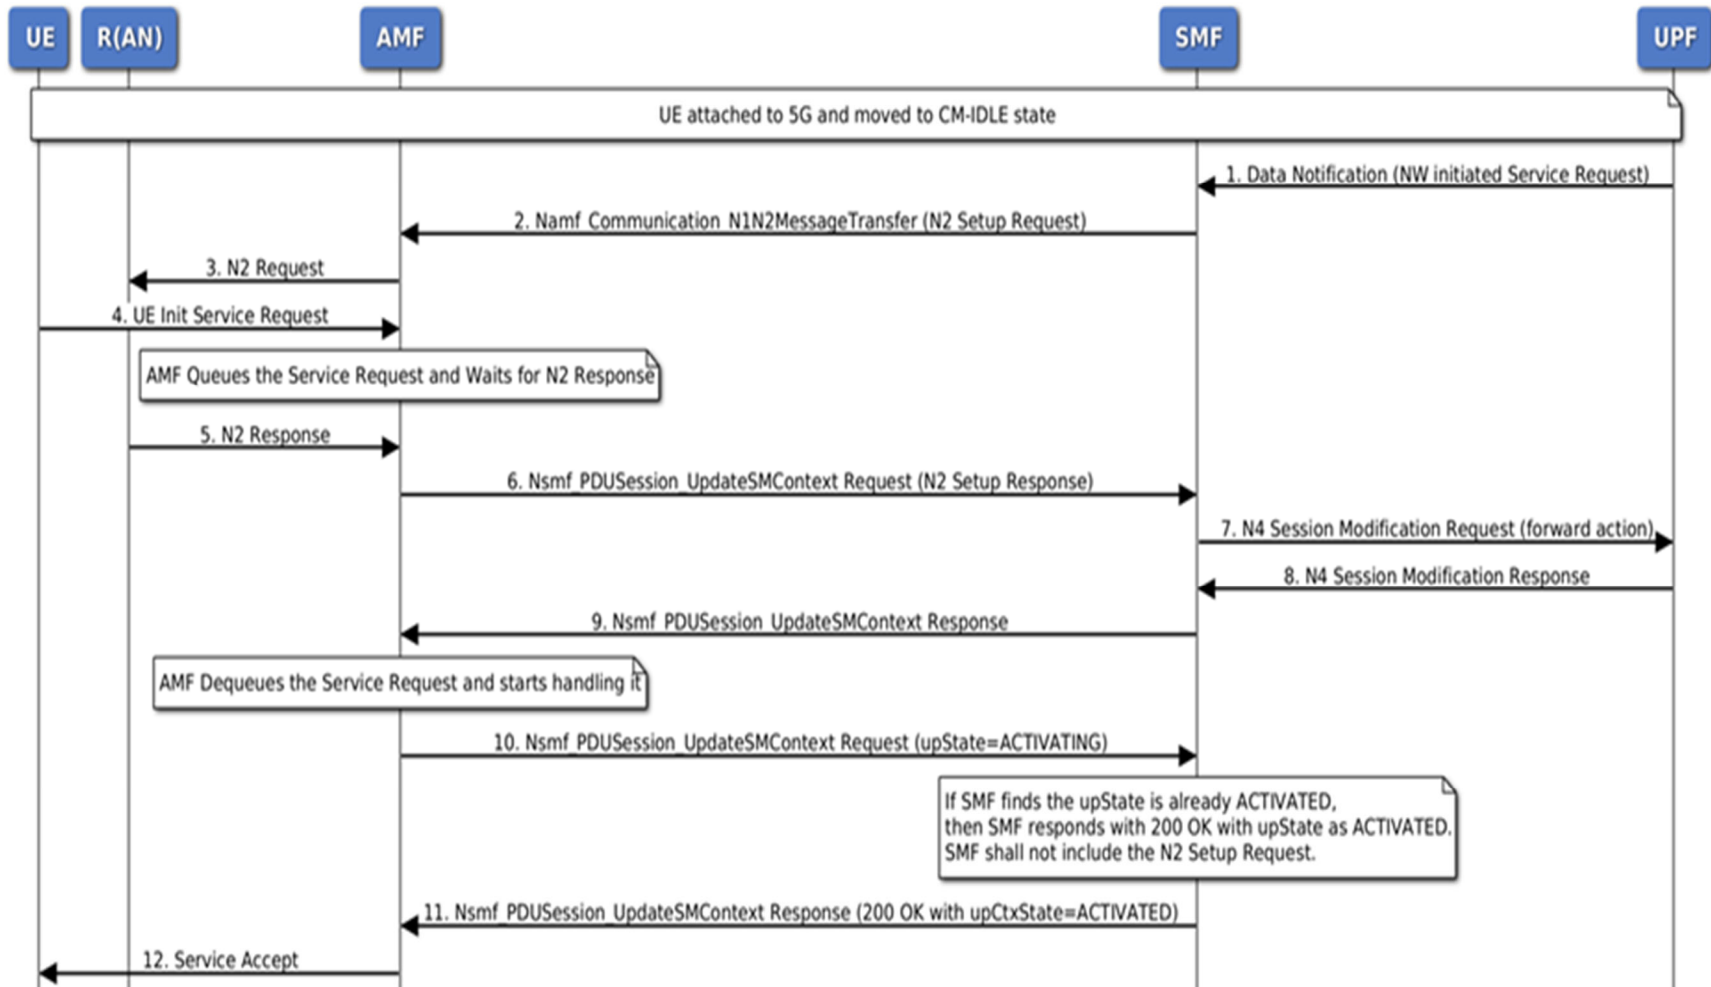 UE
R(AN)
AMF
SMF
UPF
UE attached to 5G and moved to CM-IDLE state
1. Data Notification (NW initiated Service Request)
2. Namf_Communication_N1N2MessageTransfer (N2 Setup Request)
3. N2 Request
4. UE Init Service Request
AMF Queues the Service Request and Waits for N2 Response
5. N2 Response
6. Nsmf_PDUSession_UpdateSMContext Request (N2 Setup Response)
7. N4 Session Modification Request (forward action)
8. N4 Session Modification Response
9. Nsmf_PDUSession_UpdateSMContext Response
AMF Dequeues the Service Request and starts handling it
10. Nsmf_PDUSession_UpdateSMContext Request (upState=ACTIVATING)
If SMF finds the upState is already ACTIVATED,
then SMF responds with 200 OK with upState as ACTIVATED.
SMF shall not include the N2 Setup Request.
11. Nsmf_PDUSession_UpdateSMContext Response (200 OK with upCtxState=ACTIVATED)
12. Service Accept